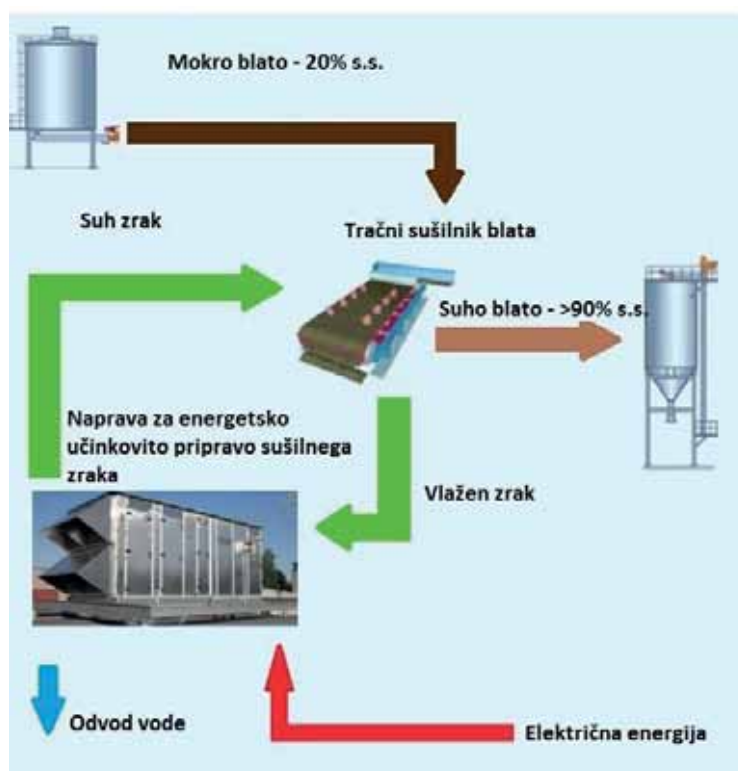 Mokro blato - 20% s.s.
Suh zrak
Tračni sušilnik blata
Suho blato - >90% s.s.
Naprava za energetsko
učinkovito pripravo sušilnega
zraka
Vlažen zrak
Odvod vode
Električna energija